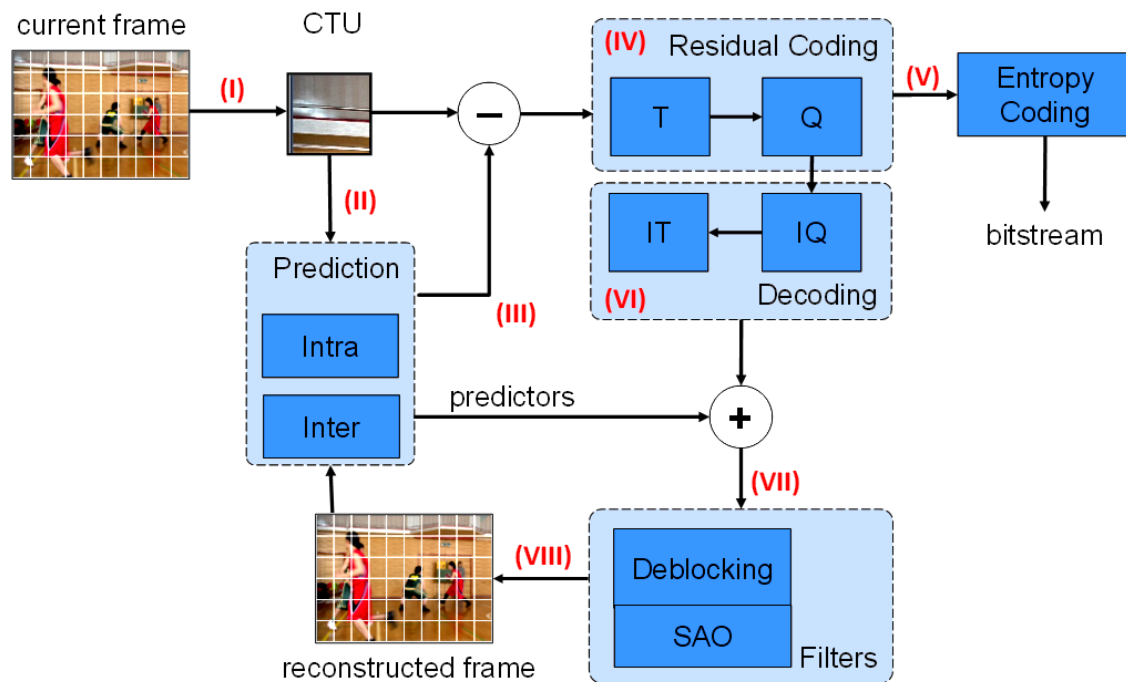 current frame
CTU
(I)
(II)
(III)
(IV)
Residual Coding
T
Q
(V)
Entropy
Coding
bitstream
IT
IQ
(VI)
Decoding
Prediction
Intra
Inter
predictors
(VII)
Deblocking
SAO
Filters
(VIII)
reconstructed frame
−
+